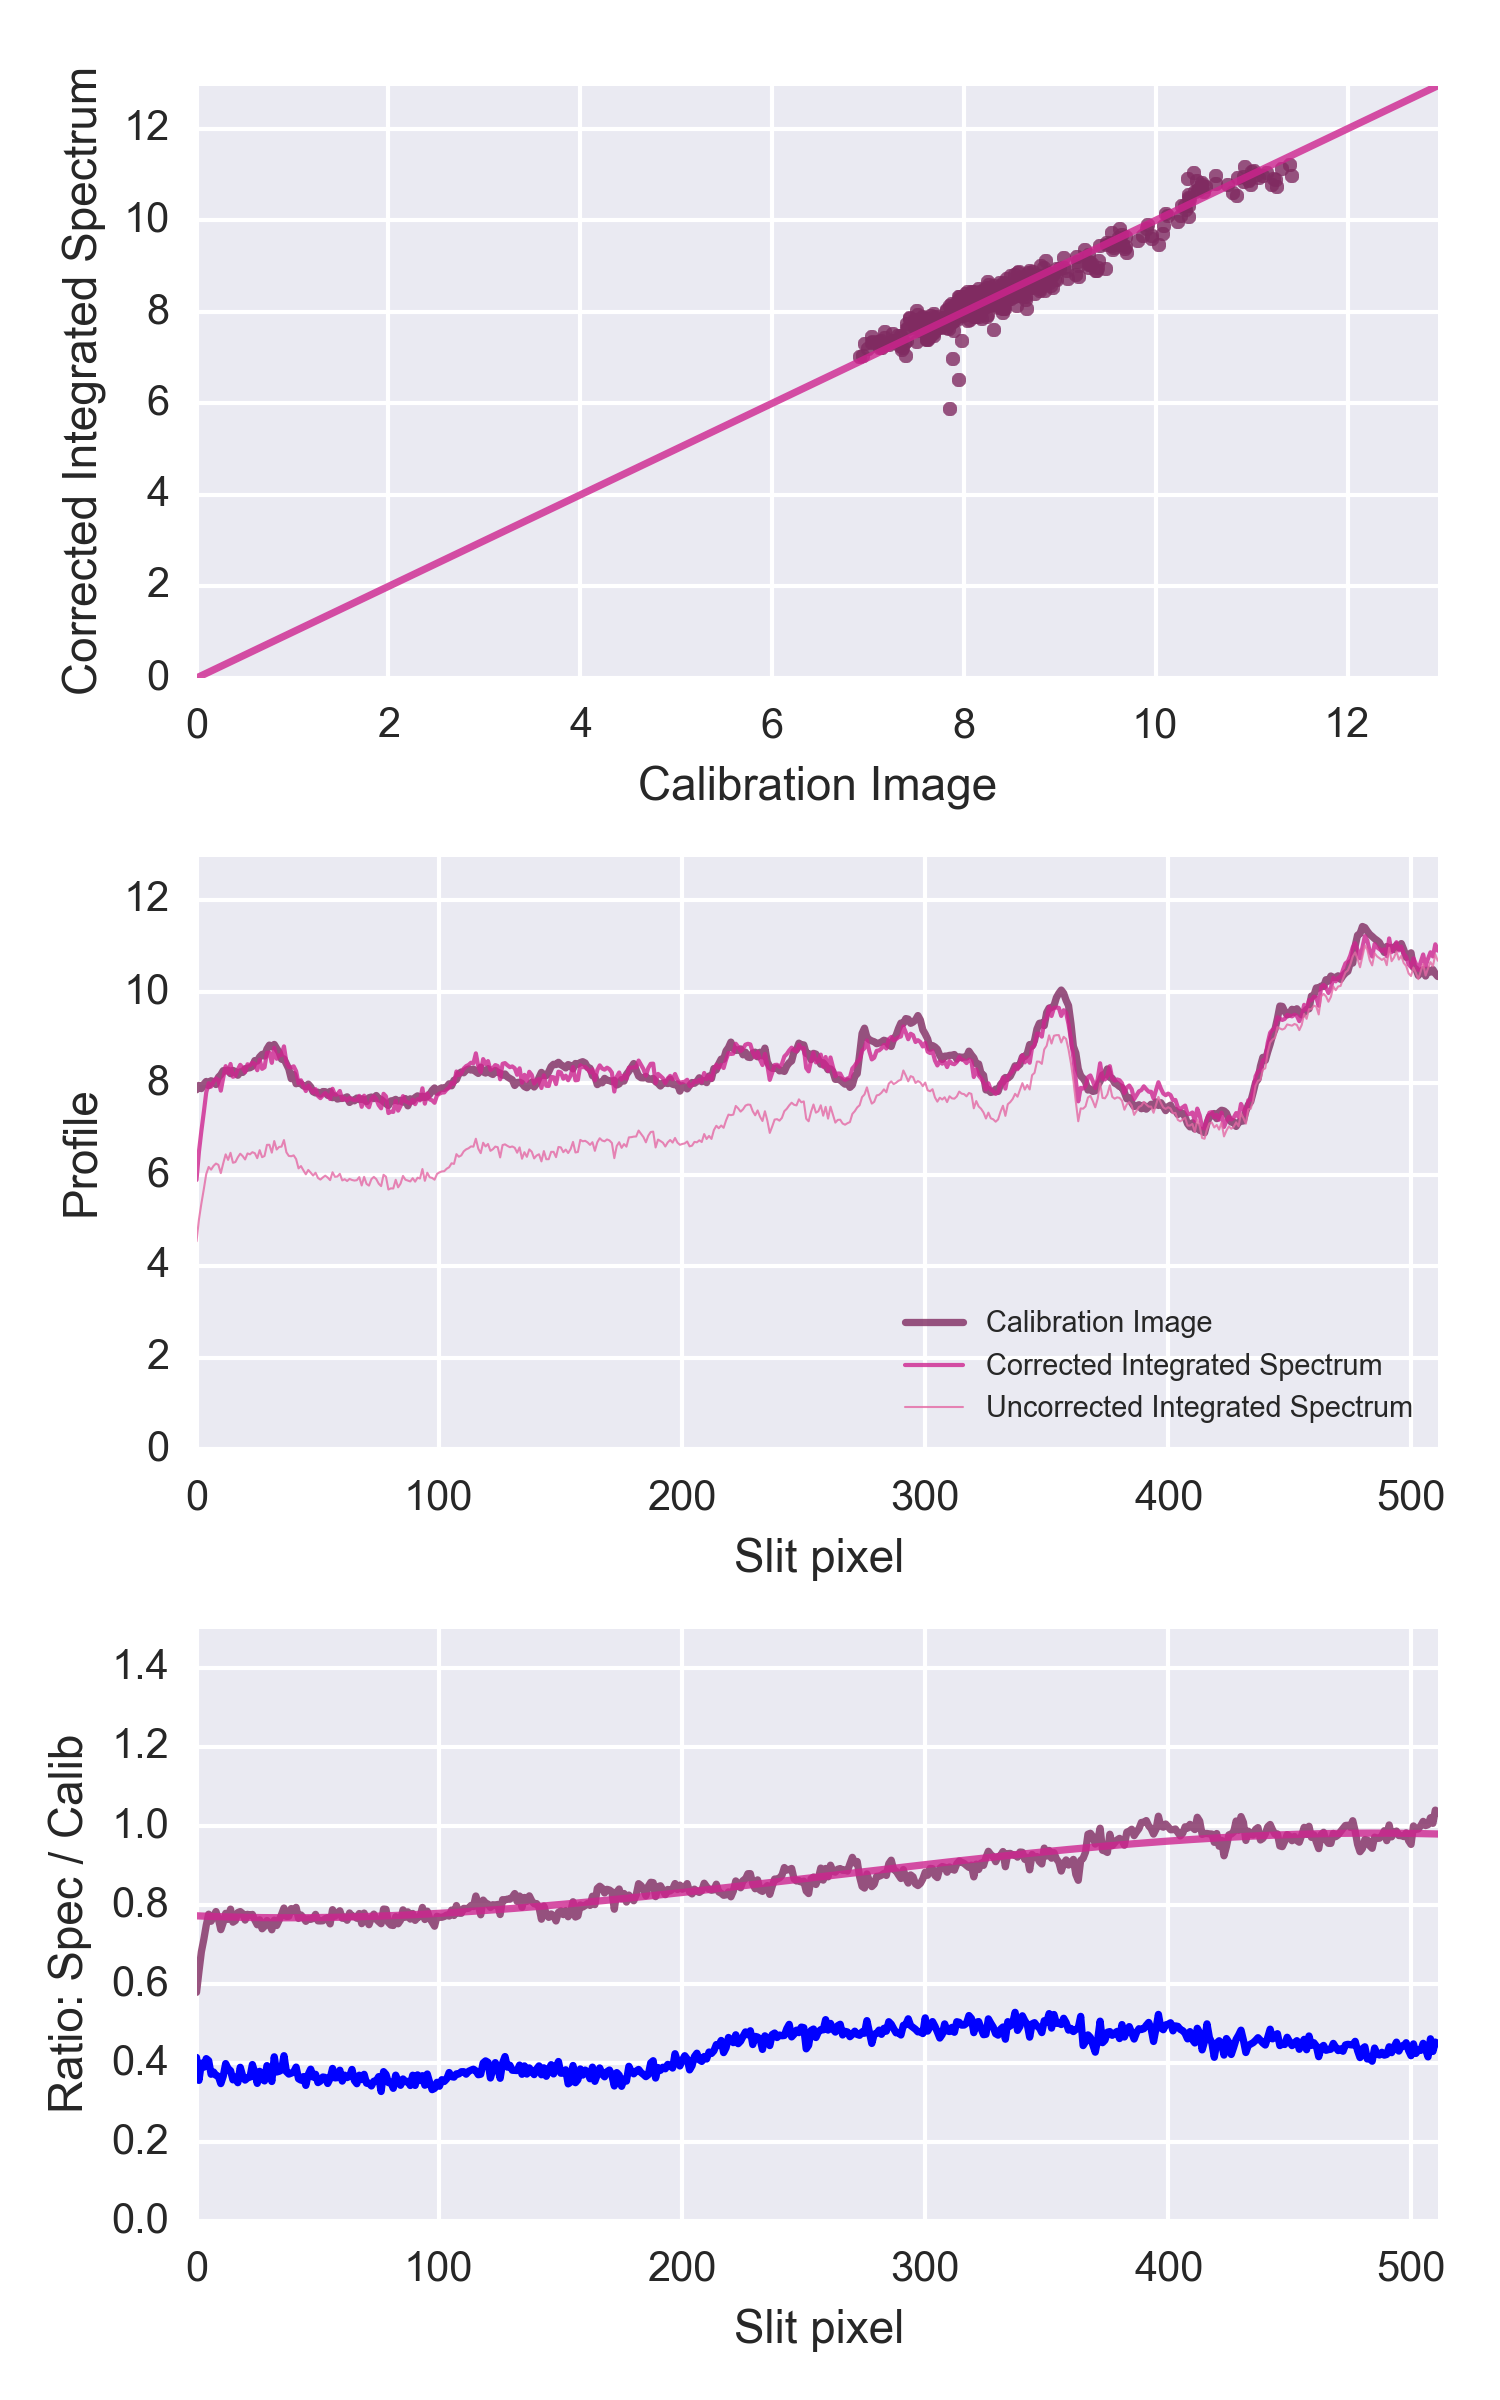 Corrected Integrated Spectrum
12
10
8
6
4
2
0
0 2 4 6 8 10 12
Calibration Image
Profile
12
10
8
6
4
2
0
Calibration Image
Corrected Integrated Spectrum
Uncorrected Integrated Spectrum
0 100 200 300 400 500
Slit pixel
Ratio: Spec / Calib
1.4
1.2
1.0
0.8
0.6
0.4
0.2
0.0
0 100 200 300 400 500
Slit pixel